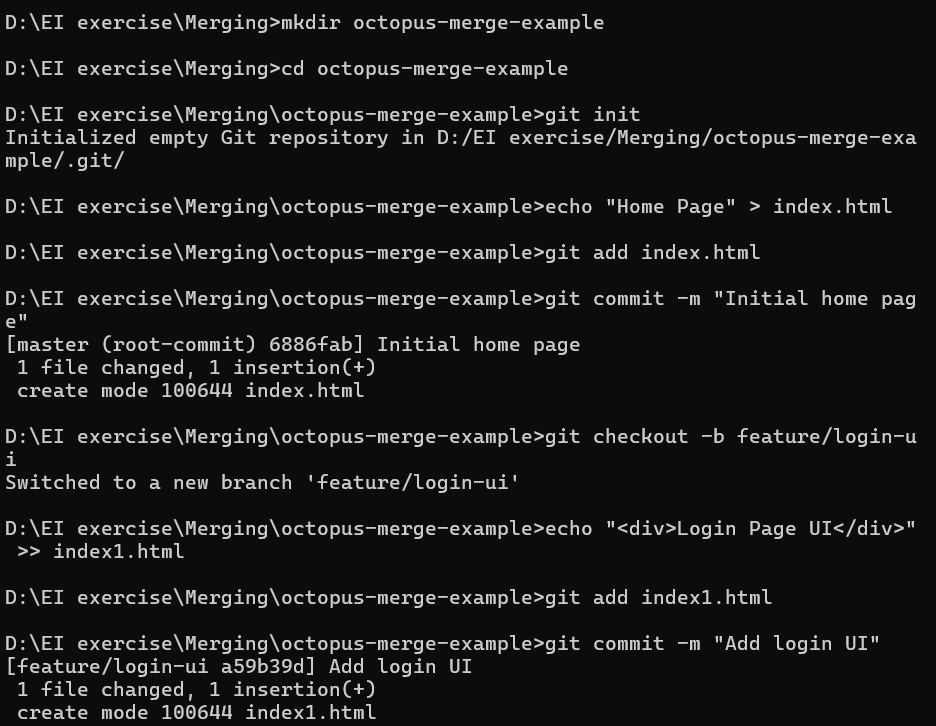 D:\EI exercise\Merging>mkdir octopus-merge-example
D:\EI exercise\Merging>cd octopus-merge-example
D:\EI exercise\Merging\octopus-merge-example>git init
Initialized empty Git repository in D:/EI exercise/Merging/octopus-merge-exa
mple/.git/
D:\EI exercise\Merging\octopus-merge-example>echo "Home Page" > index.html
D:\EI exercise\Merging\octopus-merge-example>git add index.html
D:\EI exercise\Merging\octopus-merge-example>git commit -m "Initial home pag
e"
[master (root-commit) 6886fab] Initial home page
 1 file changed, 1 insertion(+)
 create mode 100644 index.html
D:\EI exercise\Merging\octopus-merge-example>git checkout -b feature/login-u
i
Switched to a new branch 'feature/login-ui'
D:\EI exercise\Merging\octopus-merge-example>echo "<div>Login Page UI</div>"
 >> index1.html
D:\EI exercise\Merging\octopus-merge-example>git add index1.html
D:\EI exercise\Merging\octopus-merge-example>git commit -m "Add login UI"
[feature/login-ui a59b39d] Add login UI
 1 file changed, 1 insertion(+)
 create mode 100644 index1.html